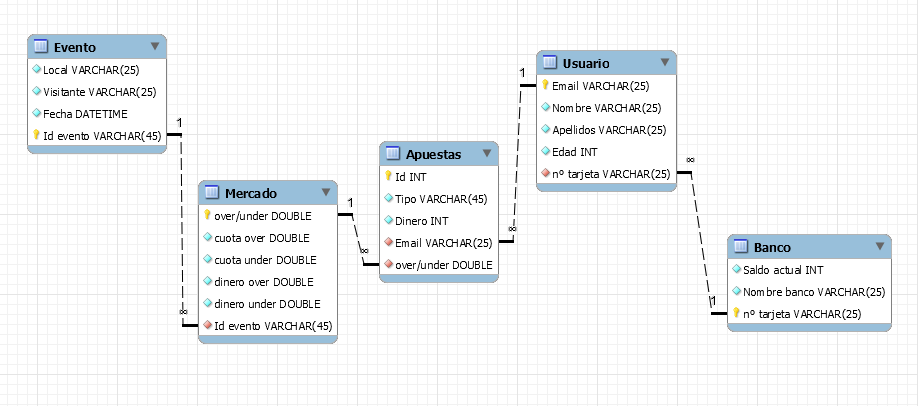 Evento
Local VARCHAR(25)
Visitante VARCHAR(25)
Fecha DATETIME
Id evento VARCHAR(45)
1
∞
Mercado
over/under DOUBLE
cuota over DOUBLE
cuota under DOUBLE
dinero over DOUBLE
dinero under DOUBLE
Id evento VARCHAR(45)
1
∞
Apuestas
Id INT
Tipo VARCHAR(45)
Dinero INT
Email VARCHAR(25)
over/under DOUBLE
1
∞
Usuario
Email VARCHAR(25)
Nombre VARCHAR(25)
Apellidos VARCHAR(25)
Edad INT
nº tarjeta VARCHAR(25)
∞
1
Banco
Saldo actual INT
Nombre banco VARCHAR(25)
nº tarjeta VARCHAR(25)